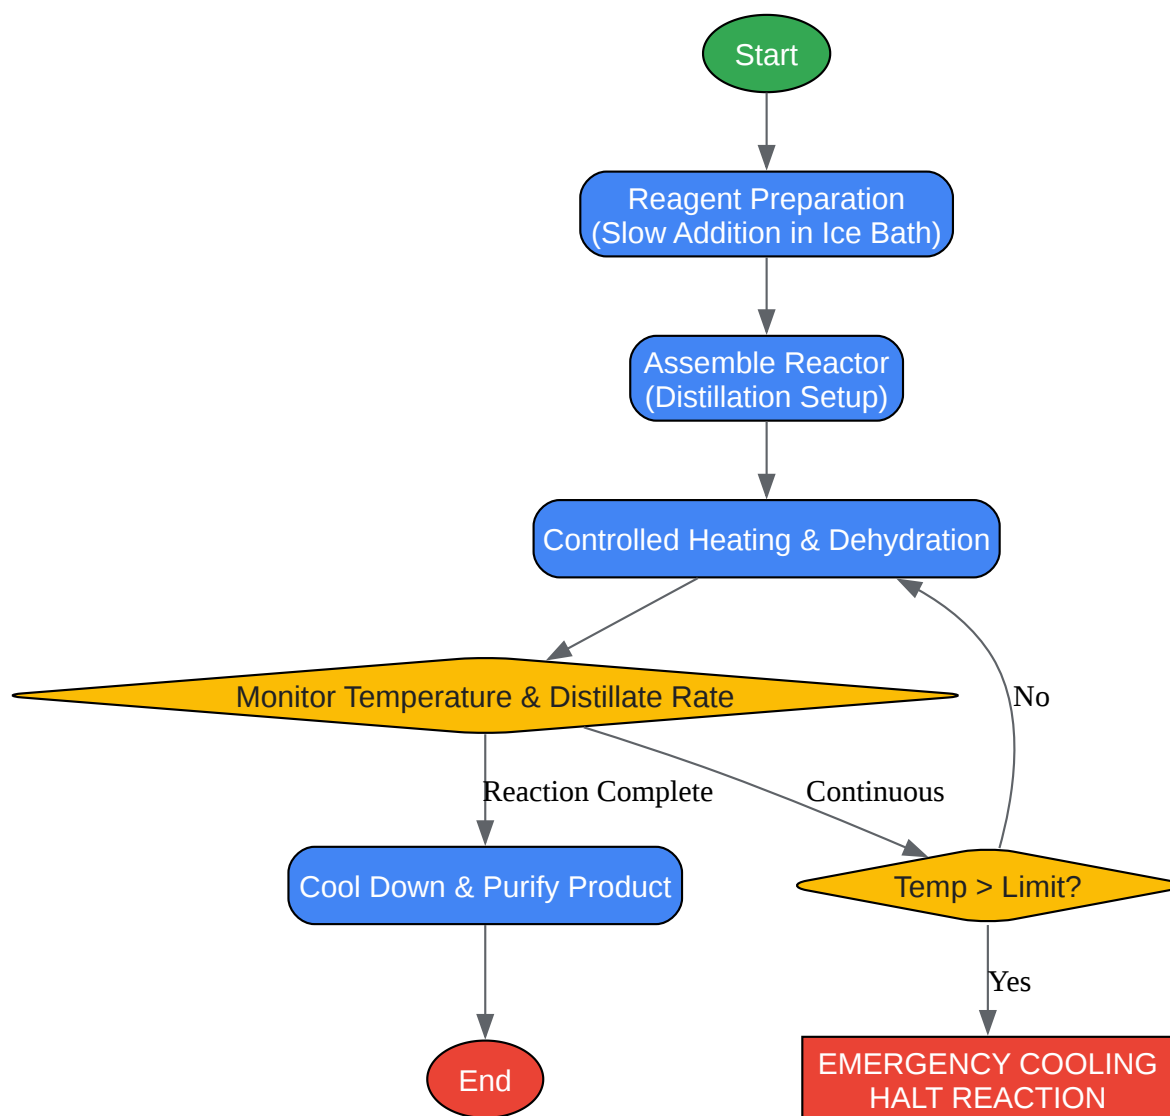 Start
Reagent Preparation
(Slow Addition in Ice Bath)
Assemble Reactor
(Distillation Setup)
Controlled Heating & Dehydration
No
Monitor Temperature & Distillate Rate
Reaction Complete
Continuous
Cool Down & Purify Product
Temp > Limit?
Yes
End
EMERGENCY COOLING
HALT REACTION